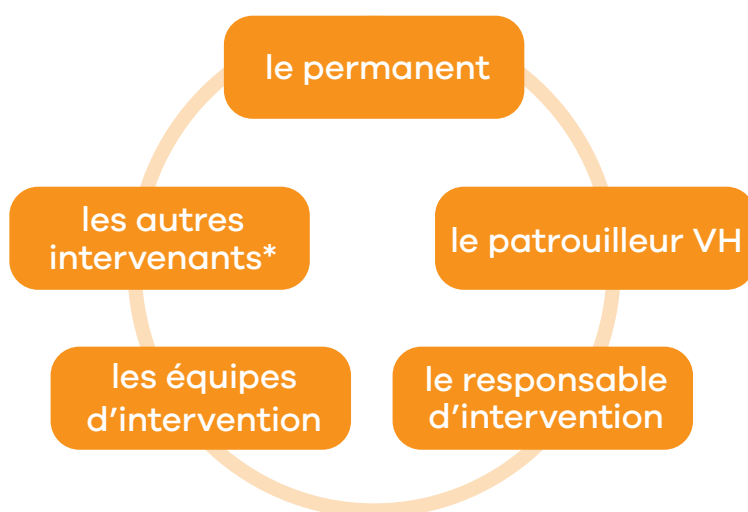 le permanent
les autres
intervenants*
le patrouilleur VH
les équipes
d’intervention
le responsable
d’intervention